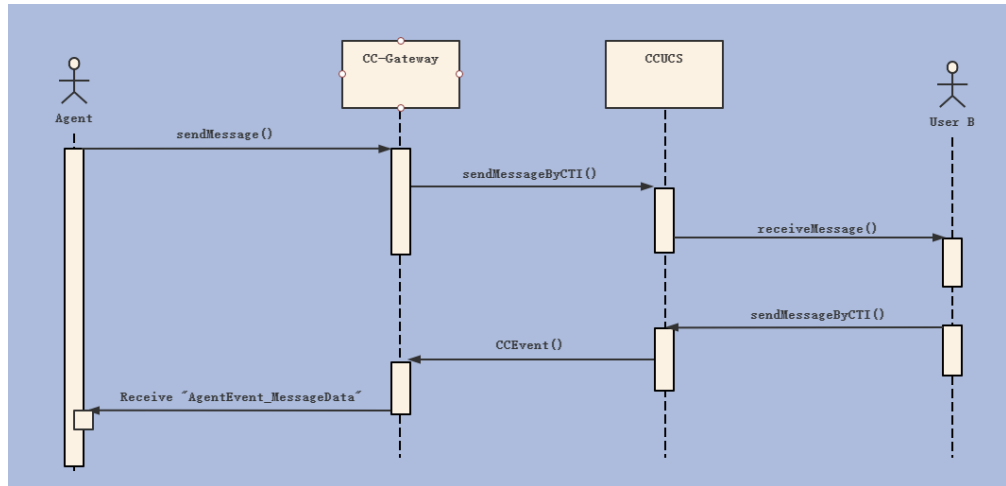 CC-Gateway
CCUCS
Agent
User B
sendMessage()
sendMessageByCTI()
receiveMessage()
sendMessageByCTI()
CCEvent()
Receive "AgentEvent_MessageData"